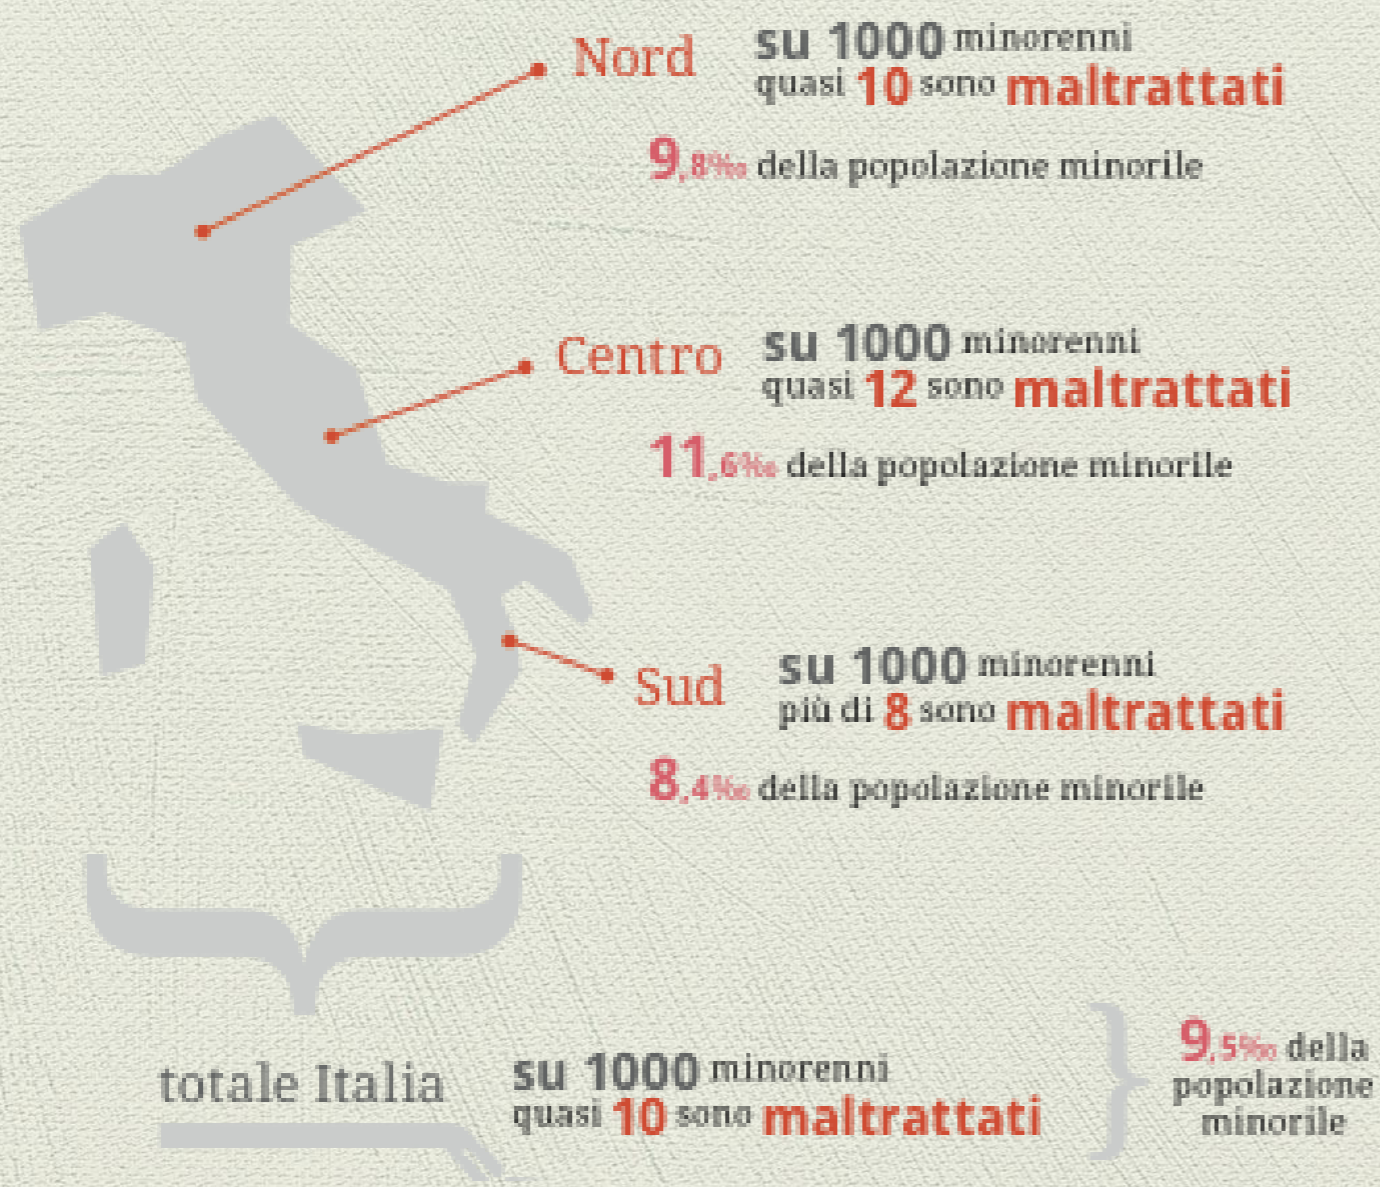 Nord
su 1000 minorenni
quasi 10 sono maltrattati
9,8‰ della popolazione minorile
Centro
su 1000 minorenni
quasi 12 sono maltrattati
11,6‰ della popolazione minorile
Sud
su 1000 minorenni
più di 8 sono maltrattati
8,4‰ della popolazione minorile
totale Italia
su 1000 minorenni
quasi 10 sono maltrattati
9,5‰ della
popolazione
minorile